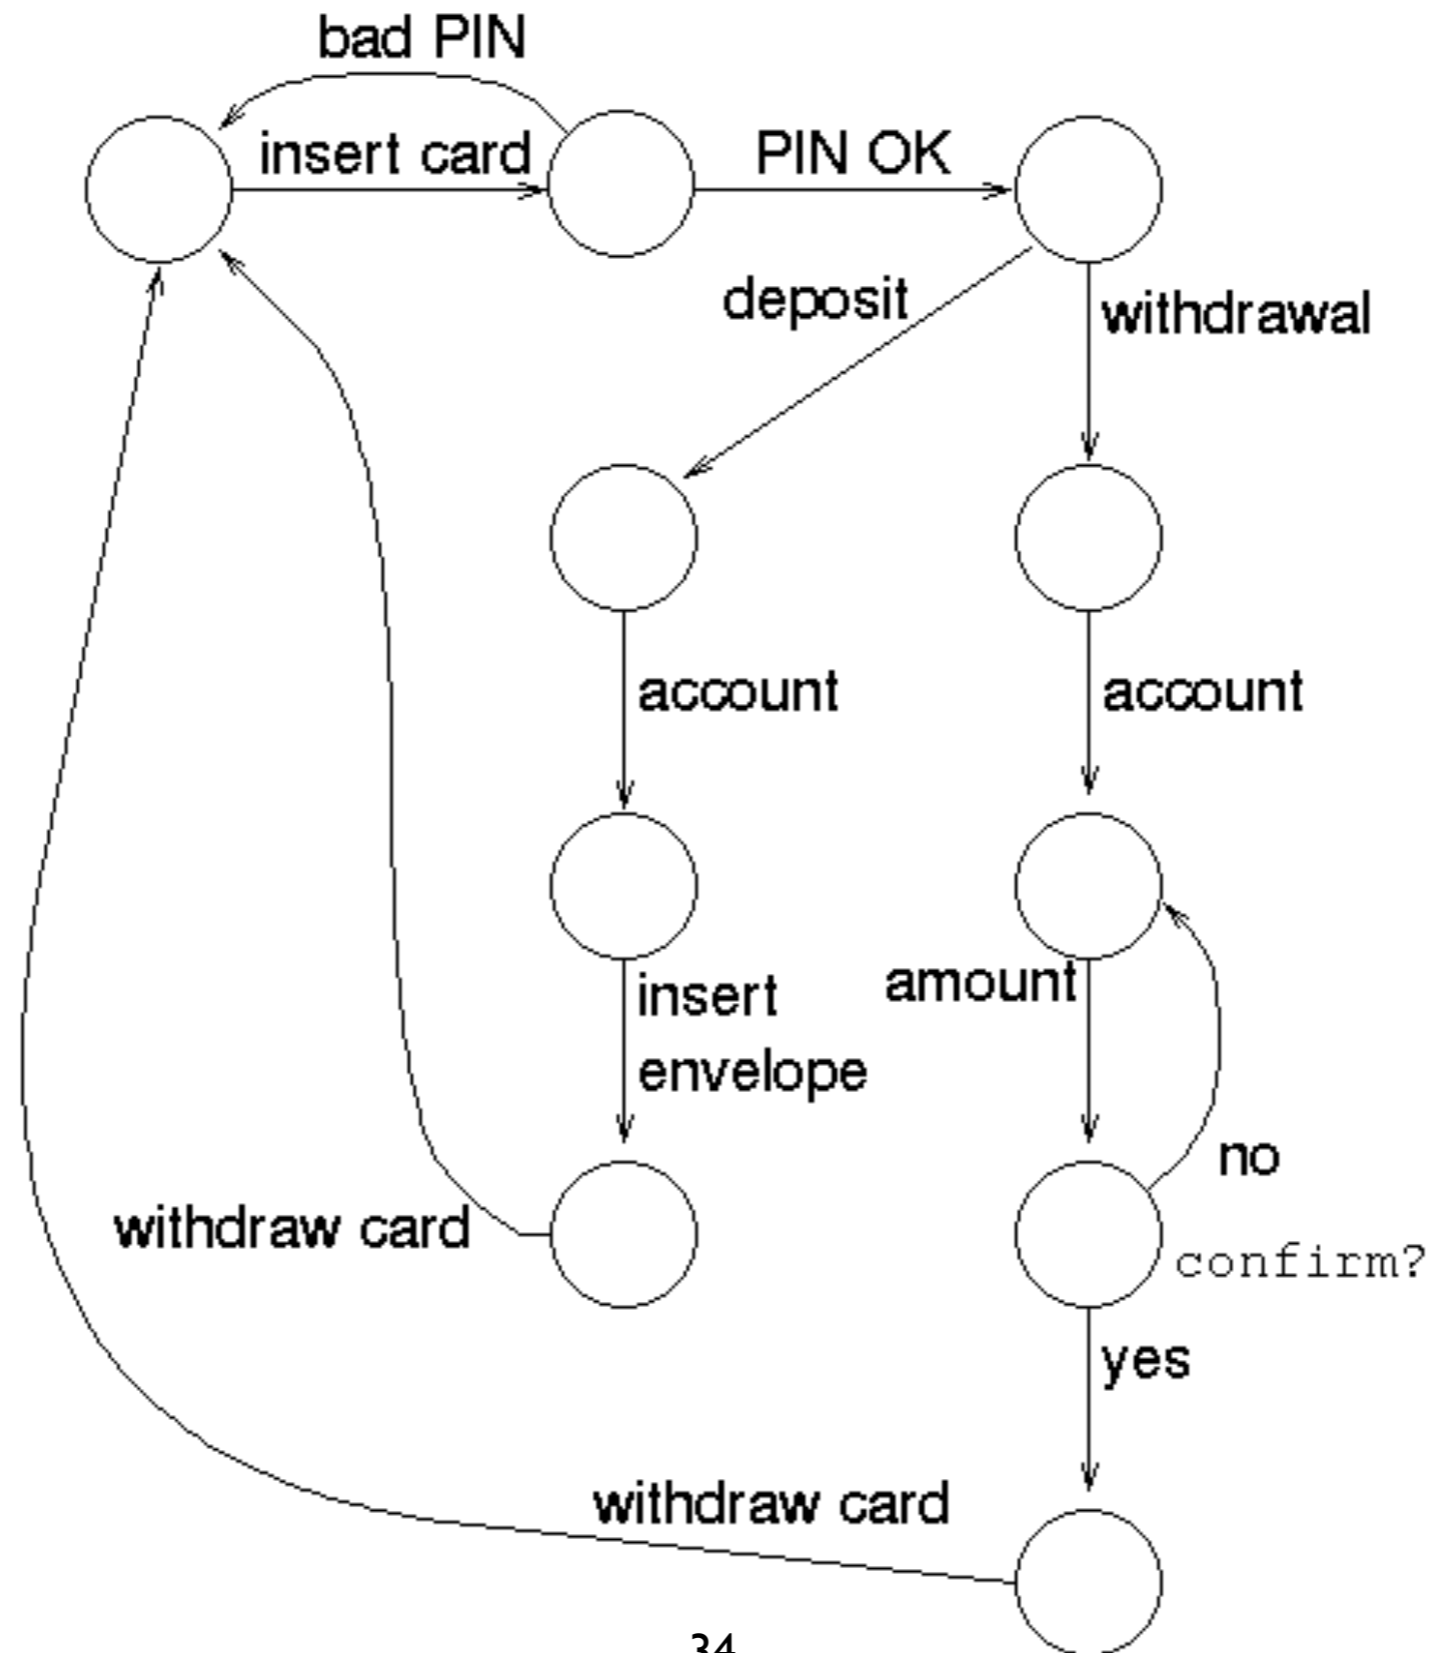 bad PIN
insert card
PIN OK
deposit
withdrawal
account
account
insert
envelope
amount
no
confirm?
withdraw card
yes
withdraw card
34